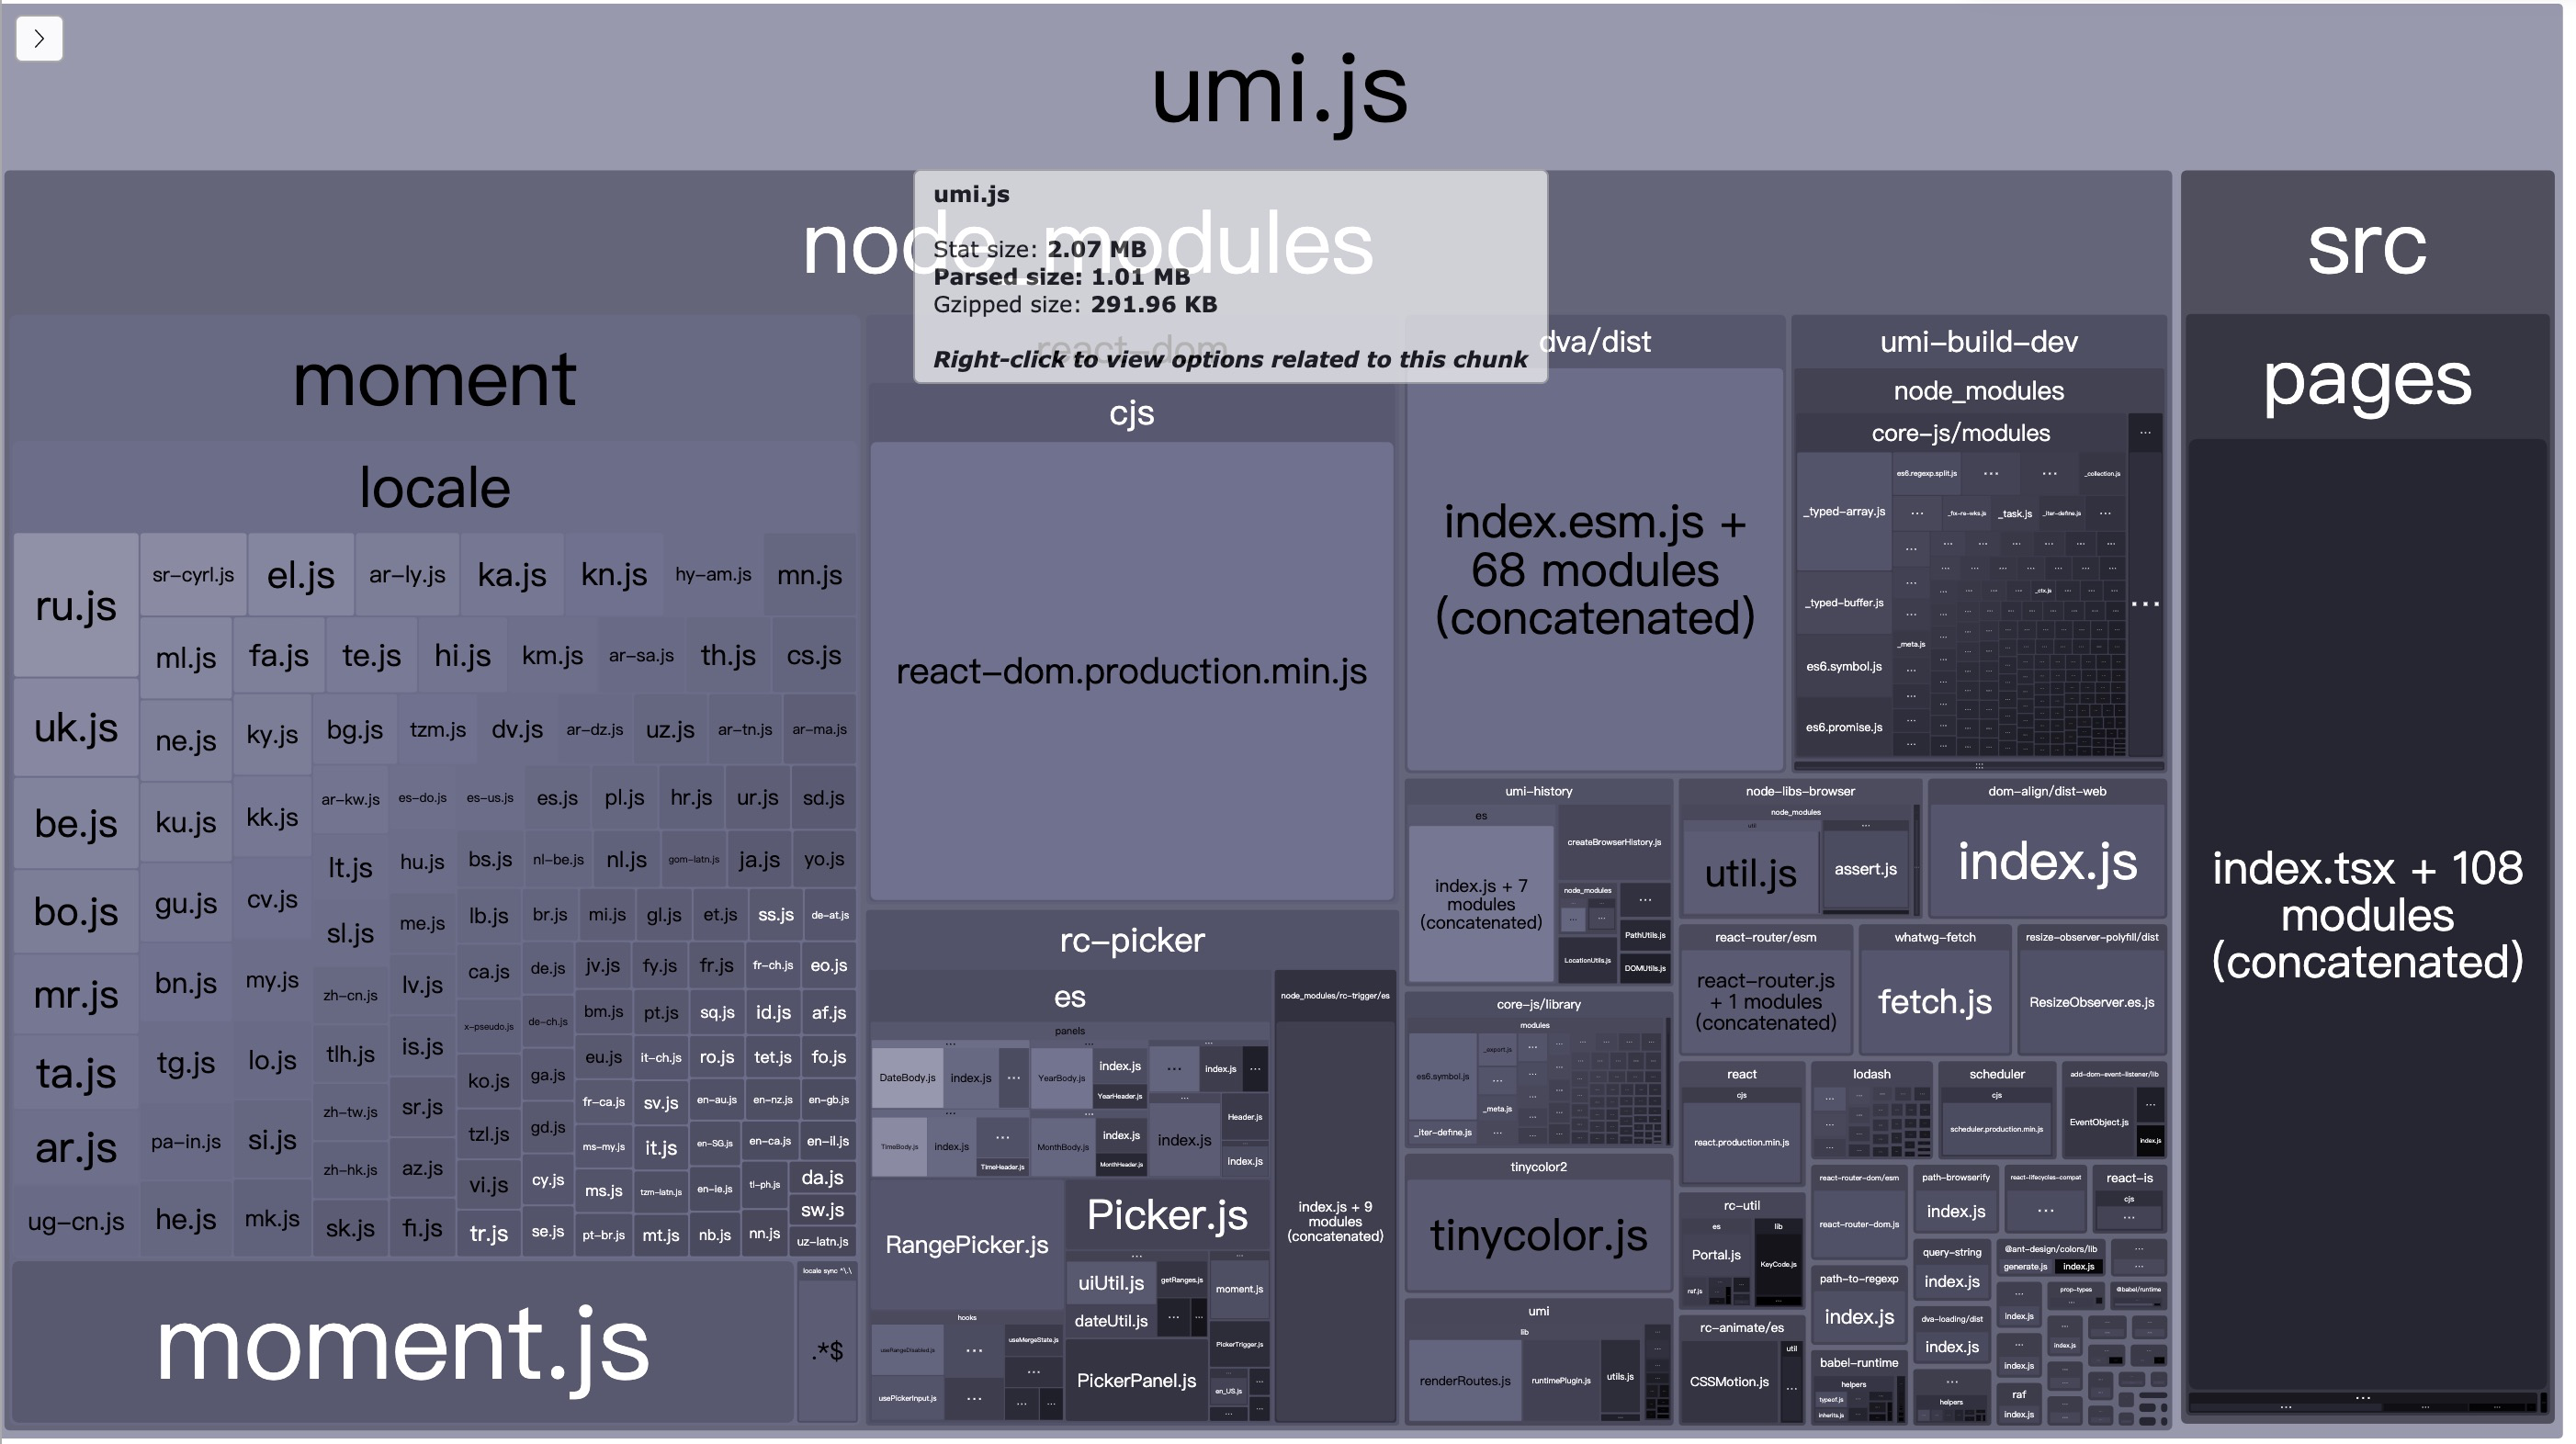 umi.js
node_modules
umi.js
Stat size: 2.07 MB
Parsed size: 1.01 MB
Gzipped size: 291.96 KB
Right-click to view options related to this chunk
src
pages
index.tsx + 108
modules
(concatenated)
moment
locale
ru.js
sr-cyrl.js
el.js
ar-ly.js
ka.js
kn.js
hy-am.js
mn.js
ml.js
fa.js
te.js
hi.js
km.js
ar-sa.js
th.js
cs.js
uk.js
ne.js
ky.js
bg.js
tzm.js
dv.js
ar-dz.js
uz.js
ar-tn.js
ar-ma.js
be.js
ku.js
kk.js
ar-kw.js
es-do.js
es-us.js
es.js
pl.js
hr.js
ur.js
sd.js
lt.js
hu.js
bs.js
nl-be.js
nl.js
gom-latn.js
ja.js
yo.js
bo.js
gu.js
cv.js
sl.js
me.js
lb.js
br.js
mi.js
gl.js
et.js
ss.js
de-at.js
mr.js
bn.js
my.js
zh-cn.js
lv.js
ca.js
de.js
jv.js
fy.js
fr.js
fr-ch.js
eo.js
x-pseudo.js
de-ch.js
bm.js
pt.js
sq.js
id.js
af.js
ta.js
tg.js
lo.js
tlh.js
is.js
ko.js
ga.js
eu.js
it-ch.js
ro.js
tet.js
fo.js
zh-tw.js
sr.js
tzl.js
gd.js
fr-ca.js
sv.js
en-au.js
en-nz.js
en-gb.js
ar.js
pa-in.js
si.js
zh-hk.js
az.js
vi.js
cy.js
ms-my.js
it.js
en-SG.js
en-ca.js
en-il.js
ms.js
tzm-latn.js
en-ie.js
tl-ph.js
da.js
ug-cn.js
he.js
mk.js
sk.js
fi.js
tr.js
se.js
pt-br.js
mt.js
nb.js
nn.js
sw.js
uz-latn.js
moment.js
locale sync ^\.\
.*$
react-dom
cjs
react-dom.production.min.js
rc-picker
es
panels
DateBody.js
index.js
YearBody.js
index.js
YearHeader.js
index.js
TimeBody.js
index.js
TimeHeader.js
MonthBody.js
index.js
MonthHeader.js
index.js
Header.js
index.js
RangePicker.js
Picker.js
uiUtil.js
getRanges.js
moment.js
dateUtil.js
hooks
useRangeDisabled.js
useMergeState.js
usePickerInput.js
PickerPanel.js
PickerTrigger.js
en_US.js
node_modules/rc-trigger/es
index.js + 9
modules
(concatenated)
dva/dist
index.esm.js +
68 modules
(concatenated)
umi-build-dev
node_modules
core-js/modules
_typed-array.js
es6.regexp.split.js
_collection.js
_fix-re-wks.js
_task.js
_iter-define.js
_typed-buffer.js
_ctx.js
_meta.js
es6.symbol.js
es6.promise.js
umi-history
es
index.js + 7
modules
(concatenated)
createBrowserHistory.js
node_modules
PathUtils.js
LocationUtils.js
DOMUtils.js
node-libs-browser
node_modules
util
util.js
assert.js
dom-align/dist-web
index.js
react-router/esm
react-router.js
+ 1 modules
(concatenated)
whatwg-fetch
fetch.js
resize-observer-polyfill/dist
ResizeObserver.es.js
core-js/library
modules
es6.symbol.js
_export.js
_meta.js
_iter-define.js
react
cjs
react.production.min.js
lodash
scheduler
cjs
scheduler.production.min.js
add-dom-event-listener/lib
EventObject.js
index.js
tinycolor2
tinycolor.js
rc-util
es
lib
Portal.js
KeyCode.js
ref.js
react-router-dom/esm
react-router-dom.js
path-browserify
index.js
react-lifecycles-compat
react-is
cjs
query-string
index.js
@ant-design/colors/lib
generate.js
index.js
path-to-regexp
index.js
index.js
prop-types
@babel/runtime
dva-loading/dist
index.js
index.js
index.js
umi
lib
renderRoutes.js
runtimePlugin.js
utils.js
rc-animate/es
util
CSSMotion.js
babel-runtime
helpers
typeof.js
inherits.js
helpers
raf
index.js